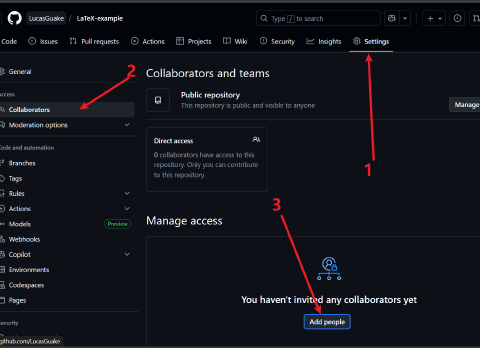 LucasGuake / LaTeX-example
Type / to search
Code Issues Pull requests Actions Projects Wiki Security Insights Settings
General
Access
Collaborators
Moderation options
Code and automation
Branches
Tags
Rules
Actions
Models Preview
Webhooks
Copilot
Environments
Codespaces
Pages
Security
github.com/LucasGuake
Collaborators and teams
Public repository
This repository is public and visible to anyone
Manage
Direct access
0 collaborators have access to this
repository. Only you can contribute
to this repository.
Manage access
You haven't invited any collaborators yet
Add people
1
2
3